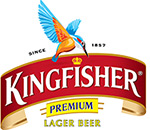 SINCE 1857
KINGFISHER
PREMIUM
LAGER BEER